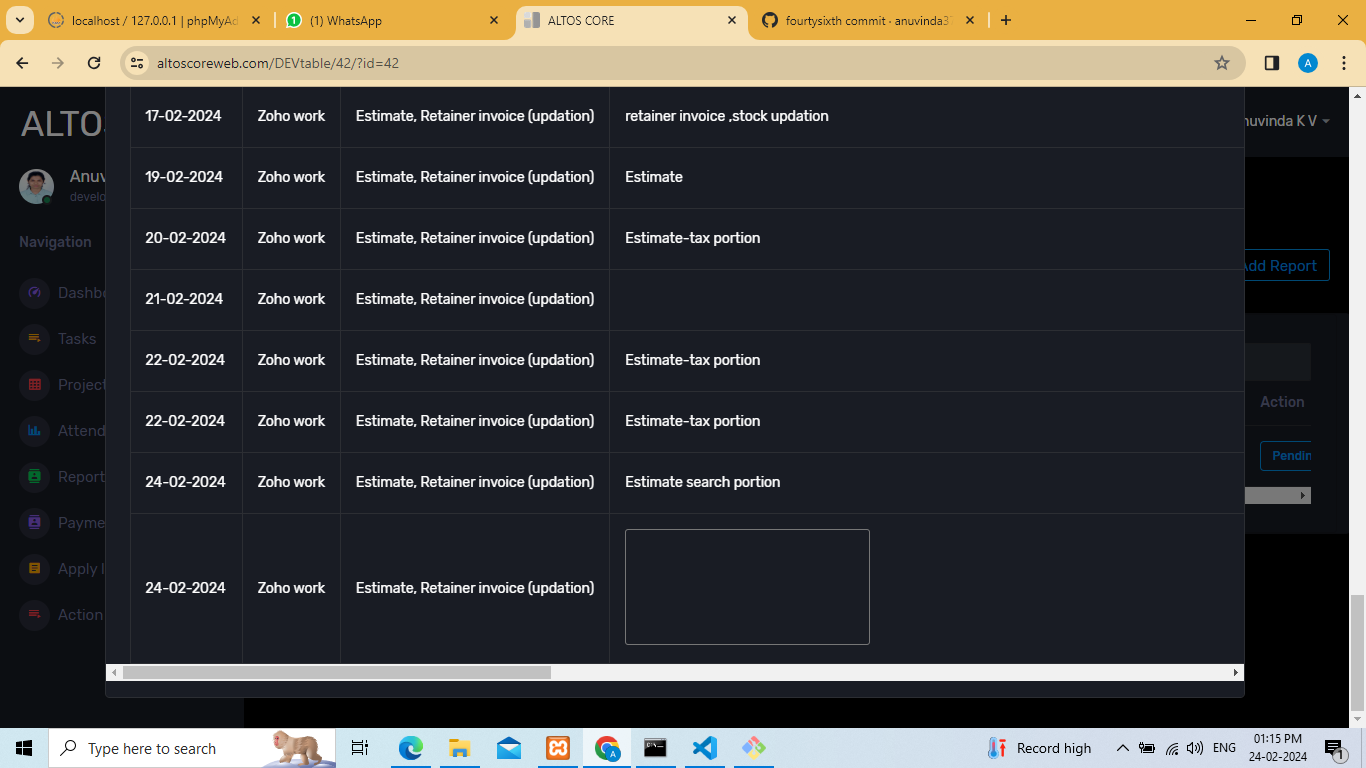 localhost / 127.0.0.1 | phpMyAd
(1) WhatsApp
ALTOS CORE
fourtysixth commit · anuvinda37
altoscoreweb.com/DEVtable/42/?id=42
A
ALTOS
Anuv
develo
nuvinda K V
Navigation
Dashbo
Tasks
Project
Attend
Report
Payme
Apply l
Action
Add Report
Action
Pendin
17-02-2024 Zoho work Estimate, Retainer invoice (updation) retainer invoice ,stock updation
19-02-2024 Zoho work Estimate, Retainer invoice (updation) Estimate
20-02-2024 Zoho work Estimate, Retainer invoice (updation) Estimate-tax portion
21-02-2024 Zoho work Estimate, Retainer invoice (updation)
22-02-2024 Zoho work Estimate, Retainer invoice (updation) Estimate-tax portion
22-02-2024 Zoho work Estimate, Retainer invoice (updation) Estimate-tax portion
24-02-2024 Zoho work Estimate, Retainer invoice (updation) Estimate search portion
24-02-2024 Zoho work Estimate, Retainer invoice (updation)
Type here to search
Record high
ENG
01:15 PM
24-02-2024
1